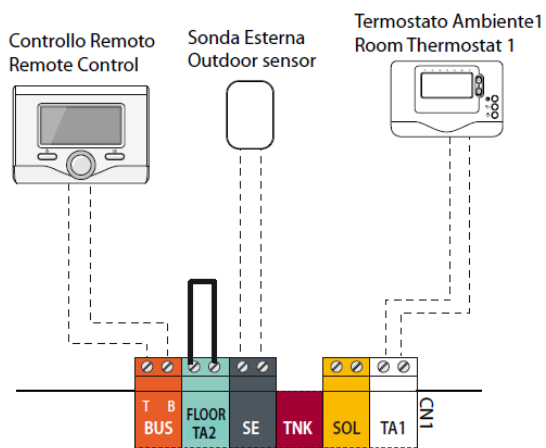 Controllo Remoto
Remote Control
Sonda Esterna
Outdoor sensor
Termostato Ambiente1
Room Thermostat 1
T B
BUS
FLOOR
TA2
SE
TNK
SOL
TA1
CN1